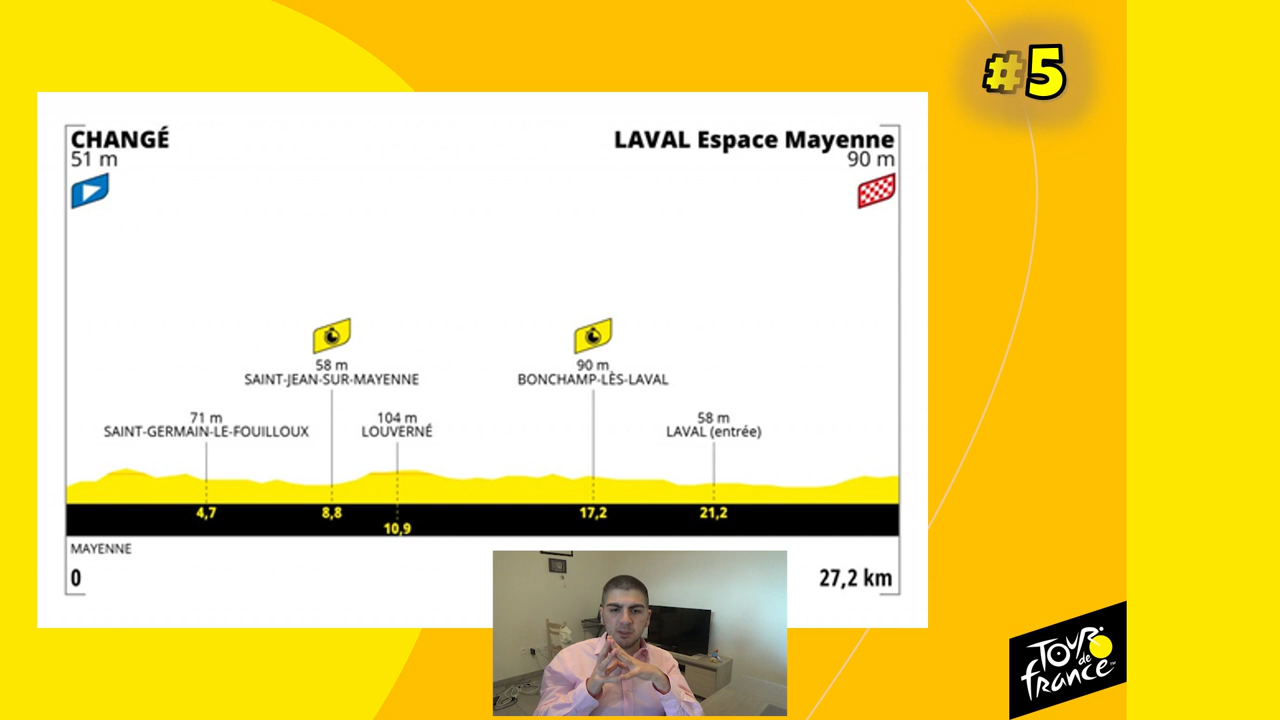 #5
CHANGÉ
51 m
LAVAL Espace Mayenne
90 m
58 m
SAINT-JEAN-SUR-MAYENNE
90 m
BONCHAMP-LÈS-LAVAL
71 m
SAINT-GERMAIN-LE-FOUILLOUX
104 m
LOUVERNÉ
58 m
LAVAL (entrée)
4,7
8,8
10,9
17,2
21,2
MAYENNE
0
27,2 km
TOUR
de
france